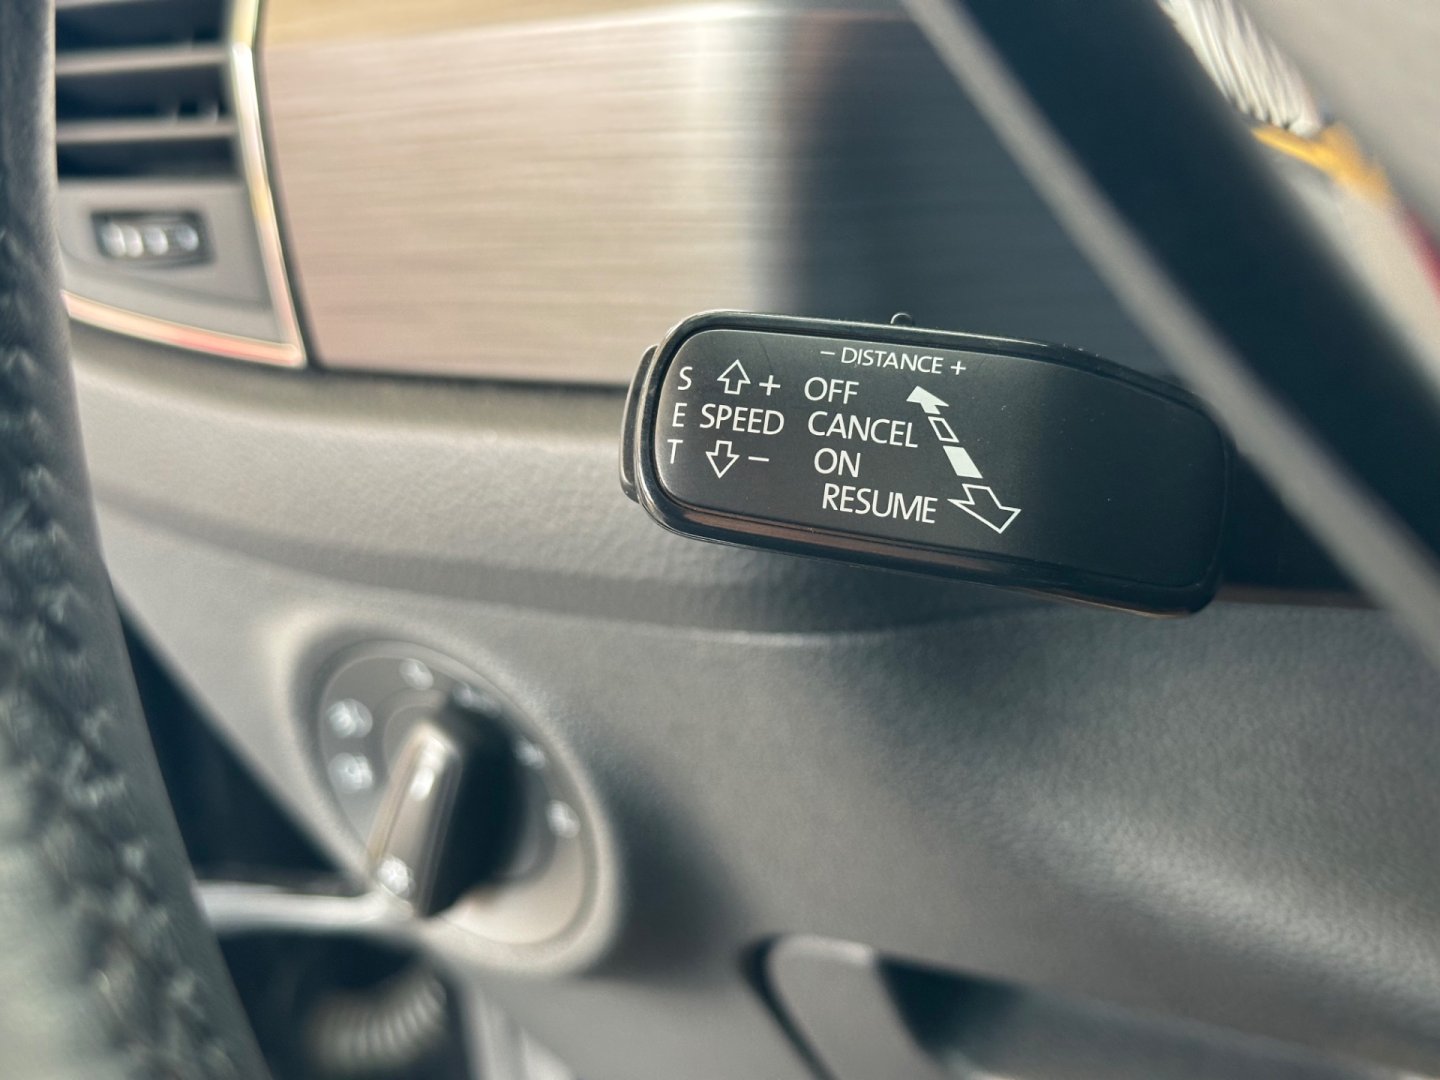 − DISTANCE +
S + OFF
E SPEED CANCEL
T − ON
RESUME